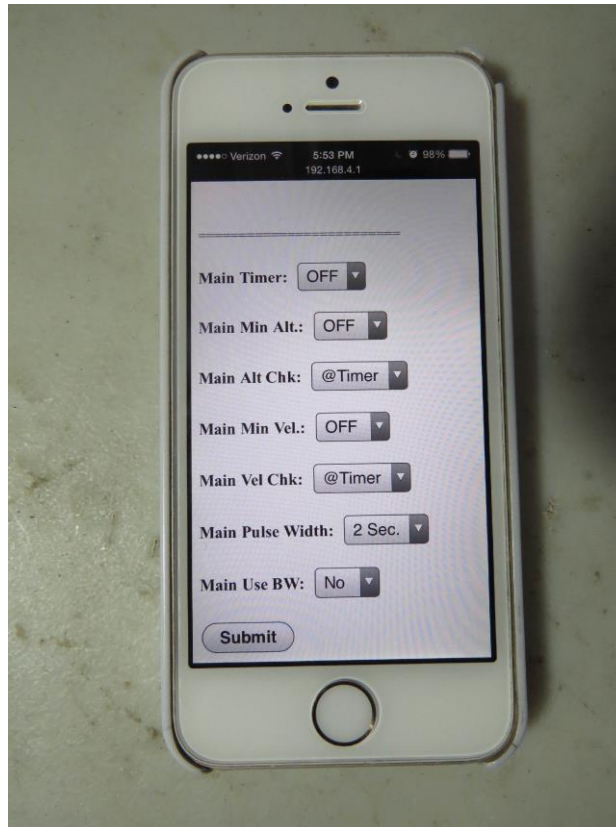 Verizon 5:53 PM 98%
192.168.4.1
========================
Main Timer: OFF
Main Min Alt.: OFF
Main Alt Chk: @Timer
Main Min Vel.: OFF
Main Vel Chk: @Timer
Main Pulse Width: 2 Sec.
Main Use BW: No
Submit